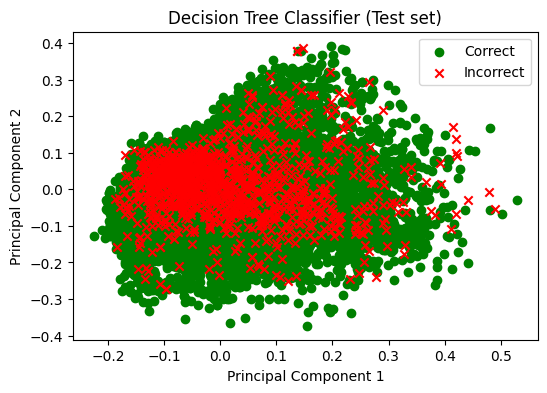 Decision Tree Classifier (Test set)
Correct
Incorrect
Principal Component 2
0.4
0.3
0.2
0.1
0.0
−0.1
−0.2
−0.3
−0.4
−0.2 −0.1 0.0 0.1 0.2 0.3 0.4 0.5
Principal Component 1